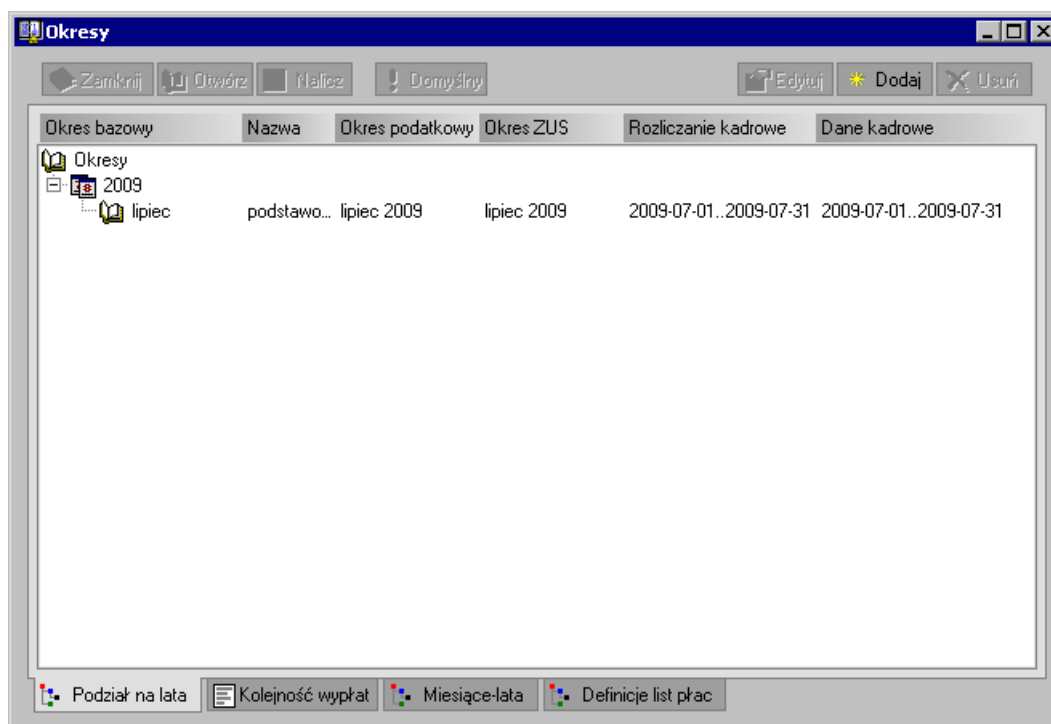 Okresy
Zamknij Otwórz Nalicz Domyślny Edytuj Dodaj Usuń
Okres bazowy Nazwa Okres podatkowy Okres ZUS Rozliczanie kadrowe Dane kadrowe
Okresy
2009
lipiec podstawo... lipiec 2009 lipiec 2009 2009-07-01..2009-07-31 2009-07-01..2009-07-31
Podział na lata Kolejność wypłat Miesiące-lata Definicje list płac